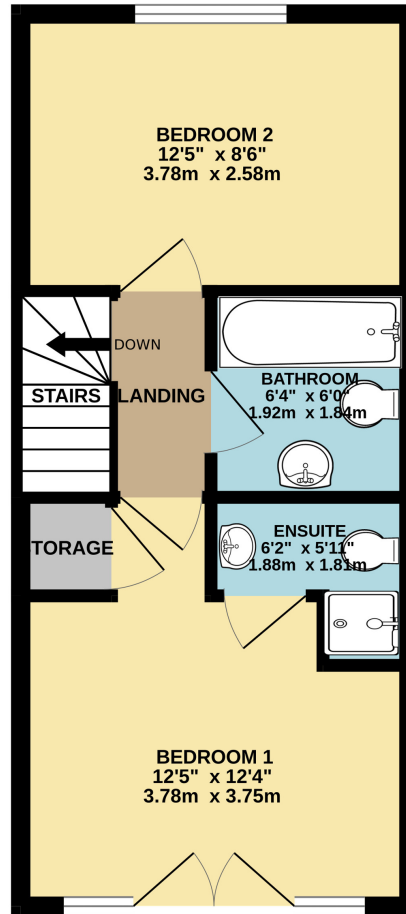 BEDROOM 2
12'5" x 8'6"
3.78m x 2.58m
DOWN
BATHROOM
6'4" x 6'0"
1.92m x 1.84m
STAIRS
LANDING
ENSUITE
6'2" x 5'11"
1.88m x 1.81m
TORAGE
BEDROOM 1
12'5" x 12'4"
3.78m x 3.75m